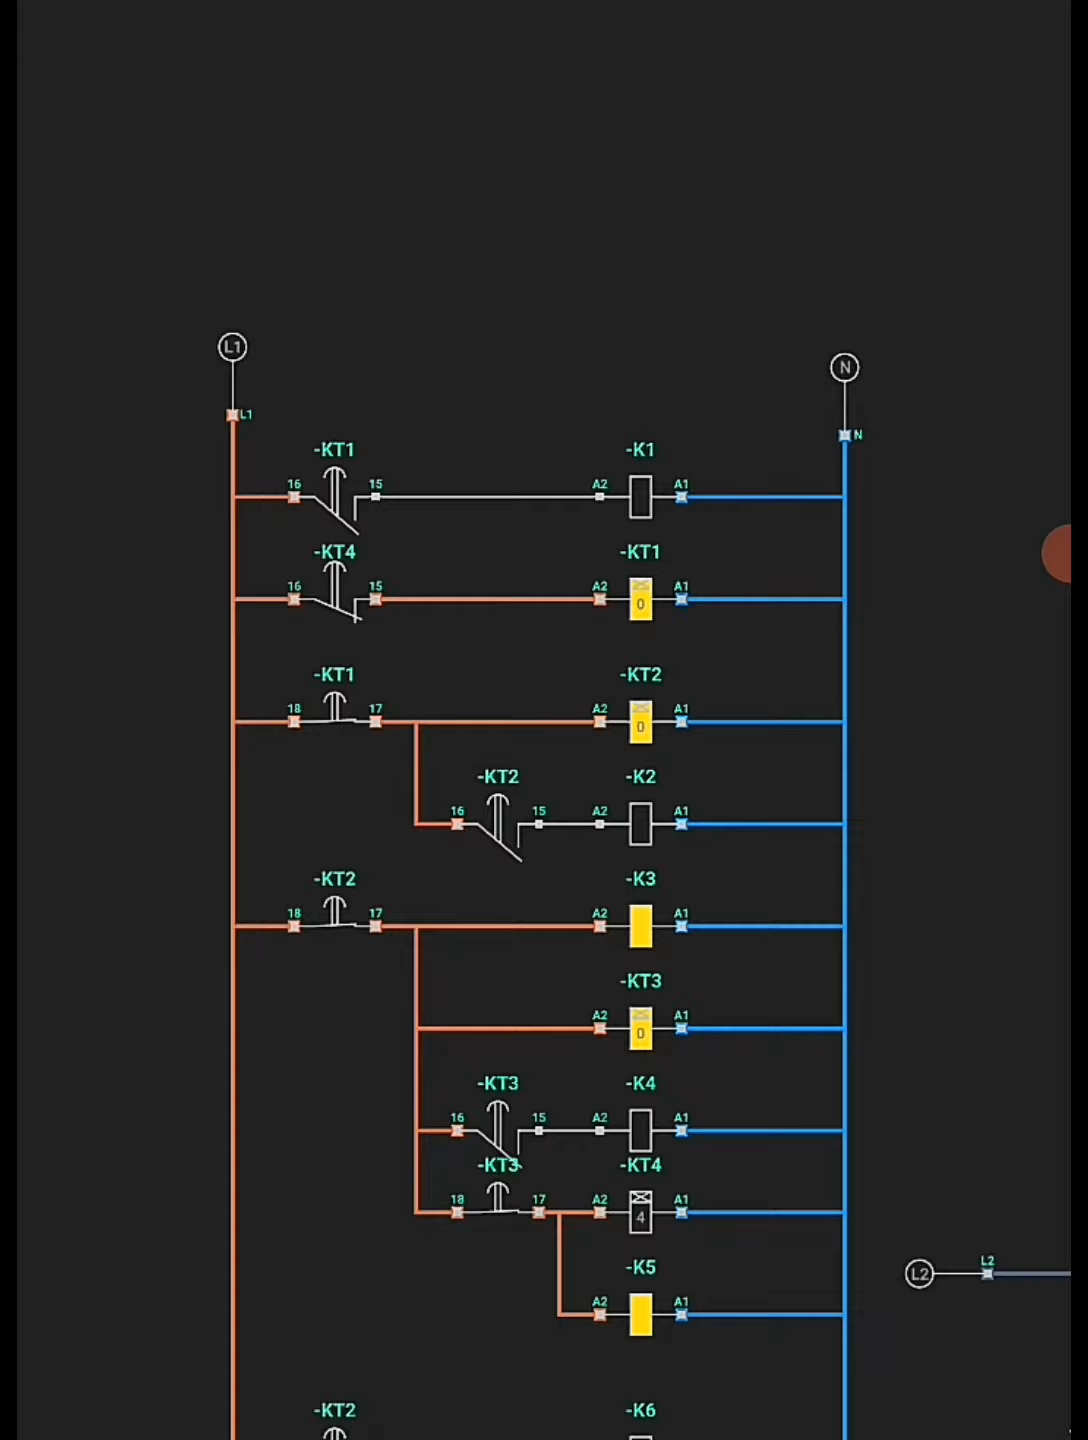 L1
N
L1
N
-KT1 -K1
16 15 A2 A1
-KT4 -KT1
16 15 A2 A1
0
-KT1 -KT2
18 17 A2 A1
0
-KT2 -K2
16 15 A2 A1
-KT2 -K3
18 17 A2 A1
-KT3
A2 A1
0
-KT3 -K4
16 15 A2 A1
-KT3 -KT4
18 17 A2 A1
4
L2
L2
-K5
A2 A1
-KT2 -K6